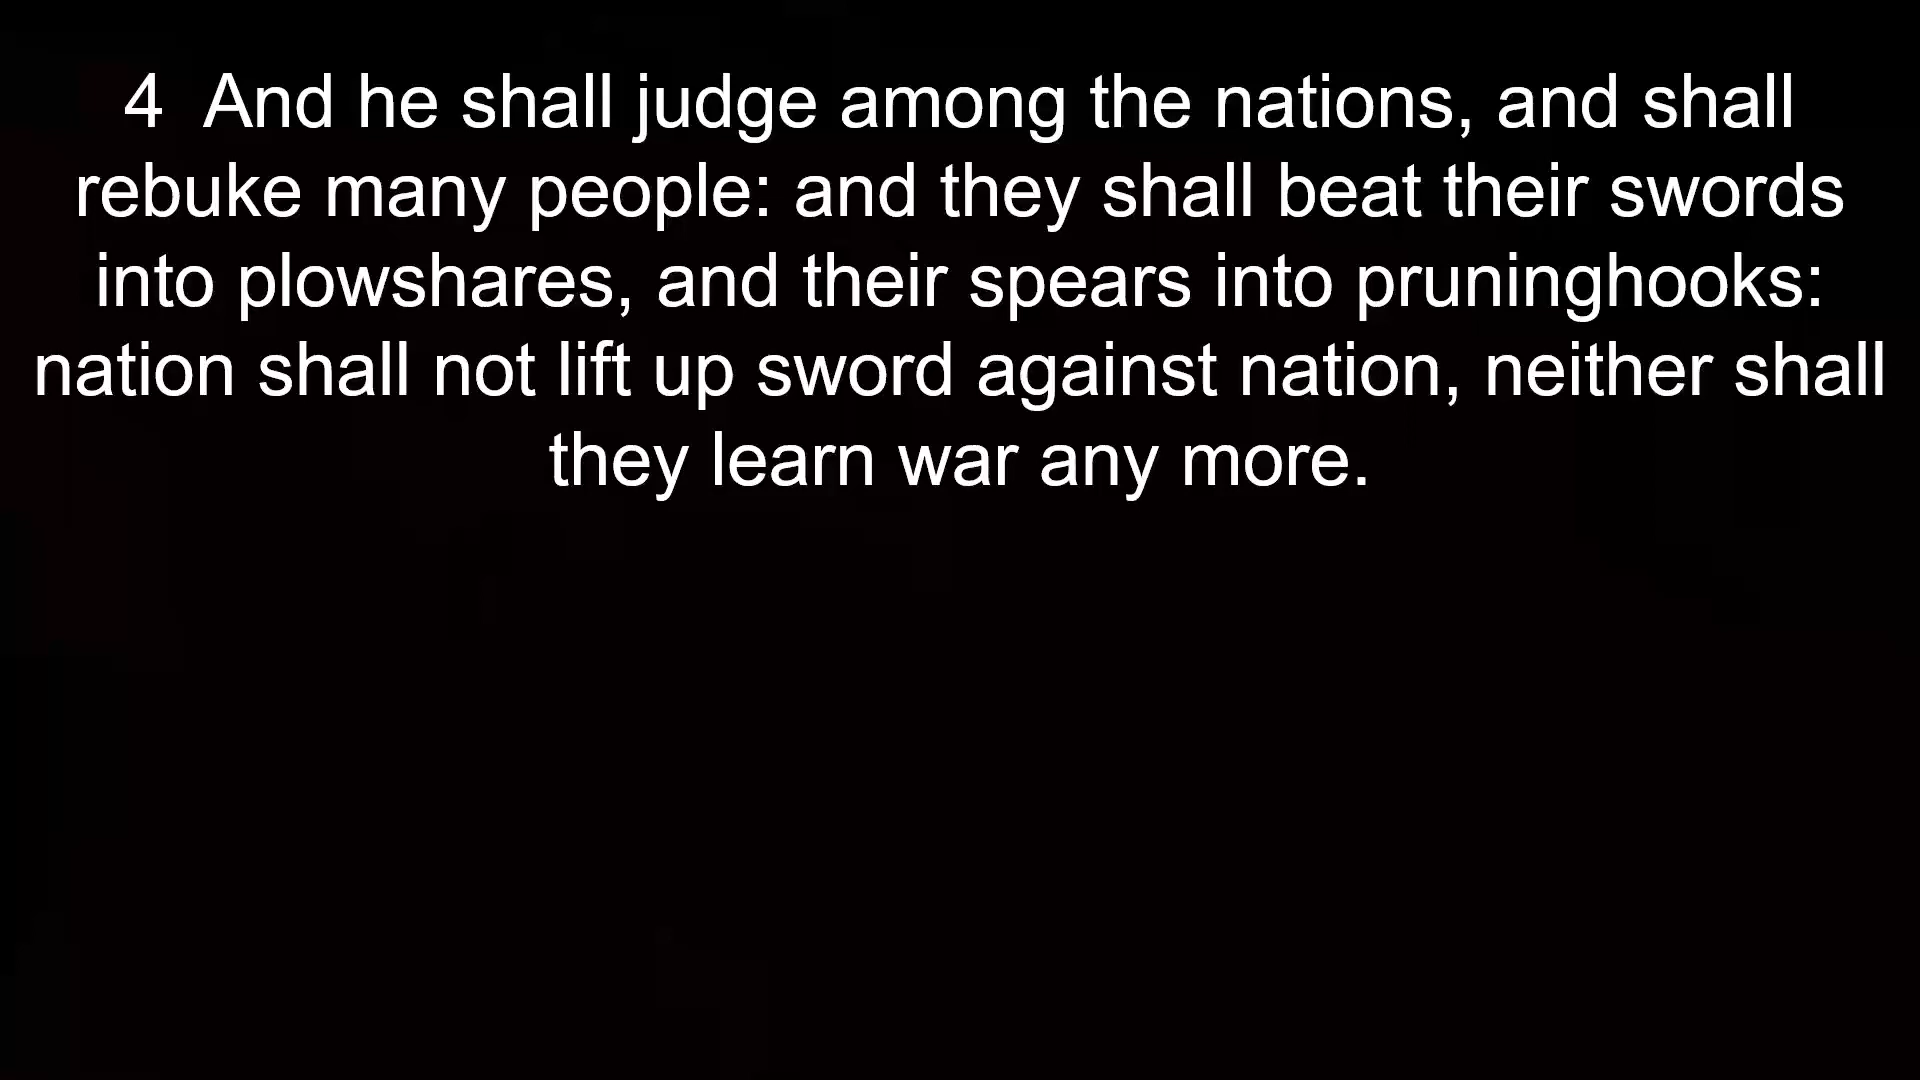 4  And he shall judge among the nations, and shall
rebuke many people: and they shall beat their swords
into plowshares, and their spears into pruninghooks:
nation shall not lift up sword against nation, neither shall
they learn war any more.